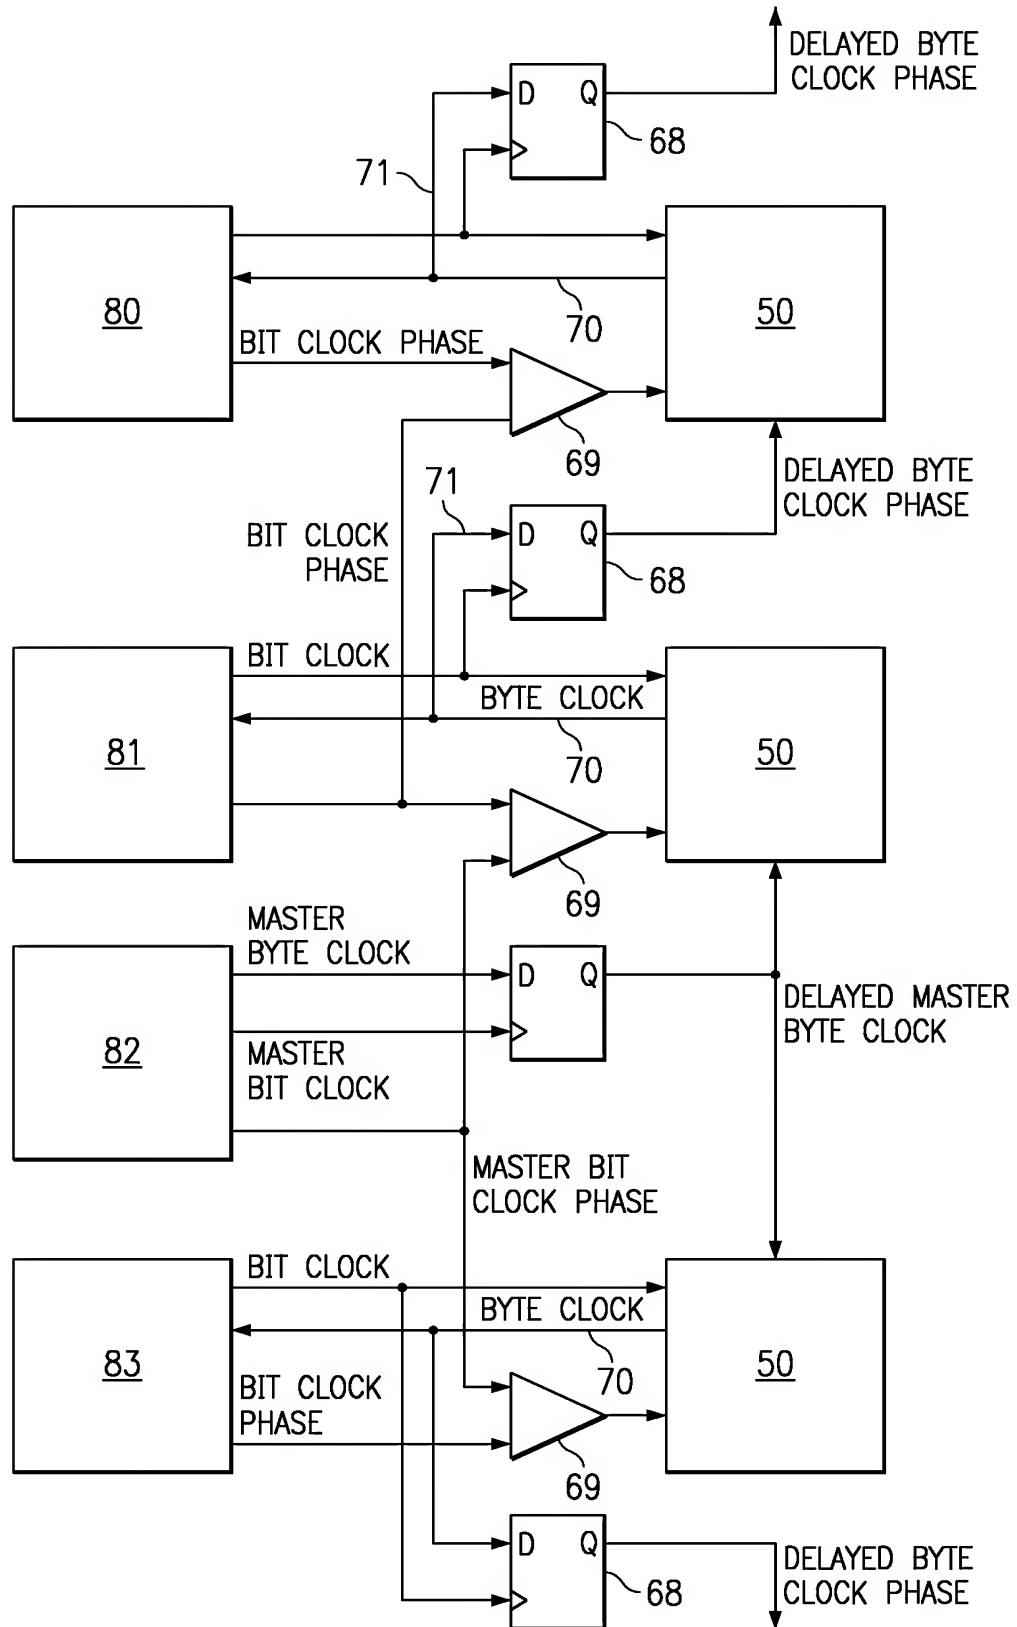 DELAYED BYTE
CLOCK PHASE
D Q
68
71
80
50
70
BIT CLOCK PHASE
69
DELAYED BYTE
CLOCK PHASE
71
D Q
BIT CLOCK
PHASE
68
BIT CLOCK
BYTE CLOCK
81
50
70
69
MASTER
BYTE CLOCK
D Q
DELAYED MASTER
BYTE CLOCK
82
MASTER
BIT CLOCK
MASTER BIT
CLOCK PHASE
BIT CLOCK
BYTE CLOCK
83
50
70
BIT CLOCK
PHASE
69
D Q
68
DELAYED BYTE
CLOCK PHASE